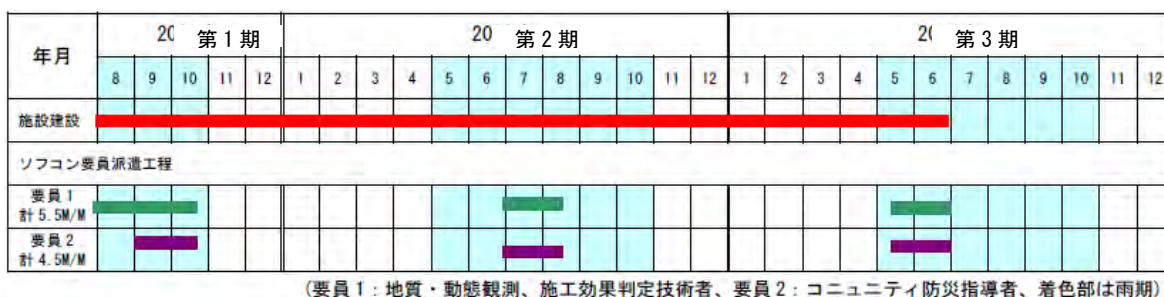 年月 20 第1期 20 第2期 20 第3期
8 9 10 11 12 1 2 3 4 5 6 7 8 9 10 11 12 1 2 3 4 5 6 7 8 9 10 11 12
施設建設
ソフコン要員派遣工程
要員1
計5.5M/M
要員2
計4.5M/M
(要員1:地質・動態観測、施工効果判定技術者、要員2:コニュニティ防災指導者、着色部は雨期)